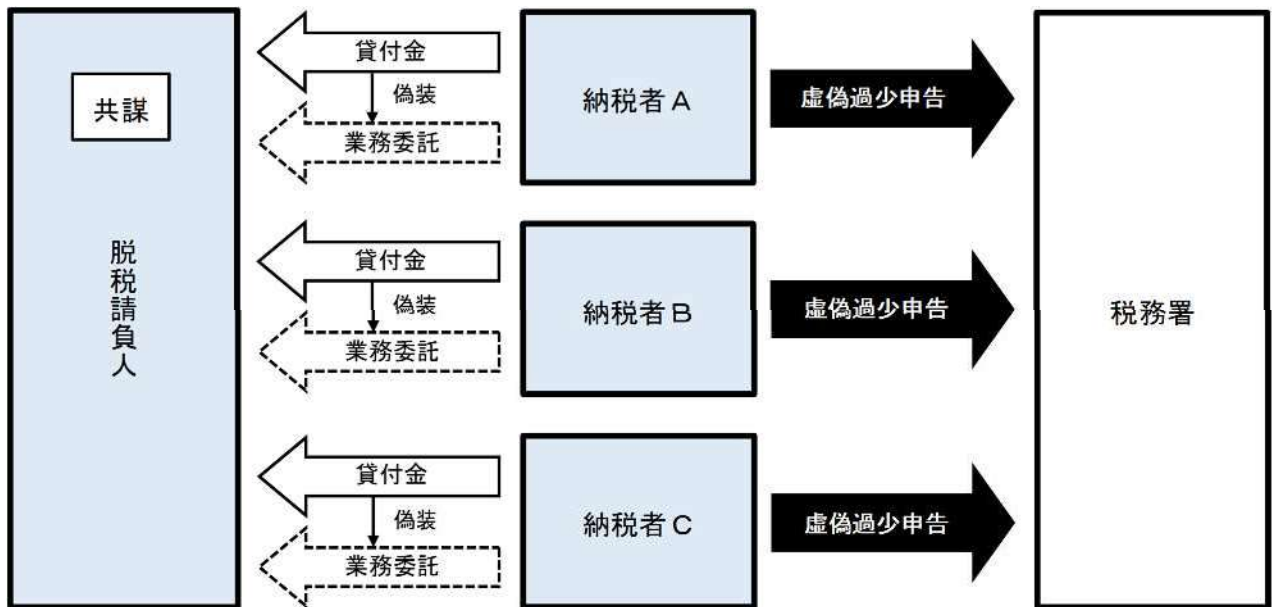 共謀
脱税請負人
貸付金
偽装
業務委託
納税者A
虚偽過少申告
貸付金
偽装
業務委託
納税者B
虚偽過少申告
税務署
貸付金
偽装
業務委託
納税者C
虚偽過少申告